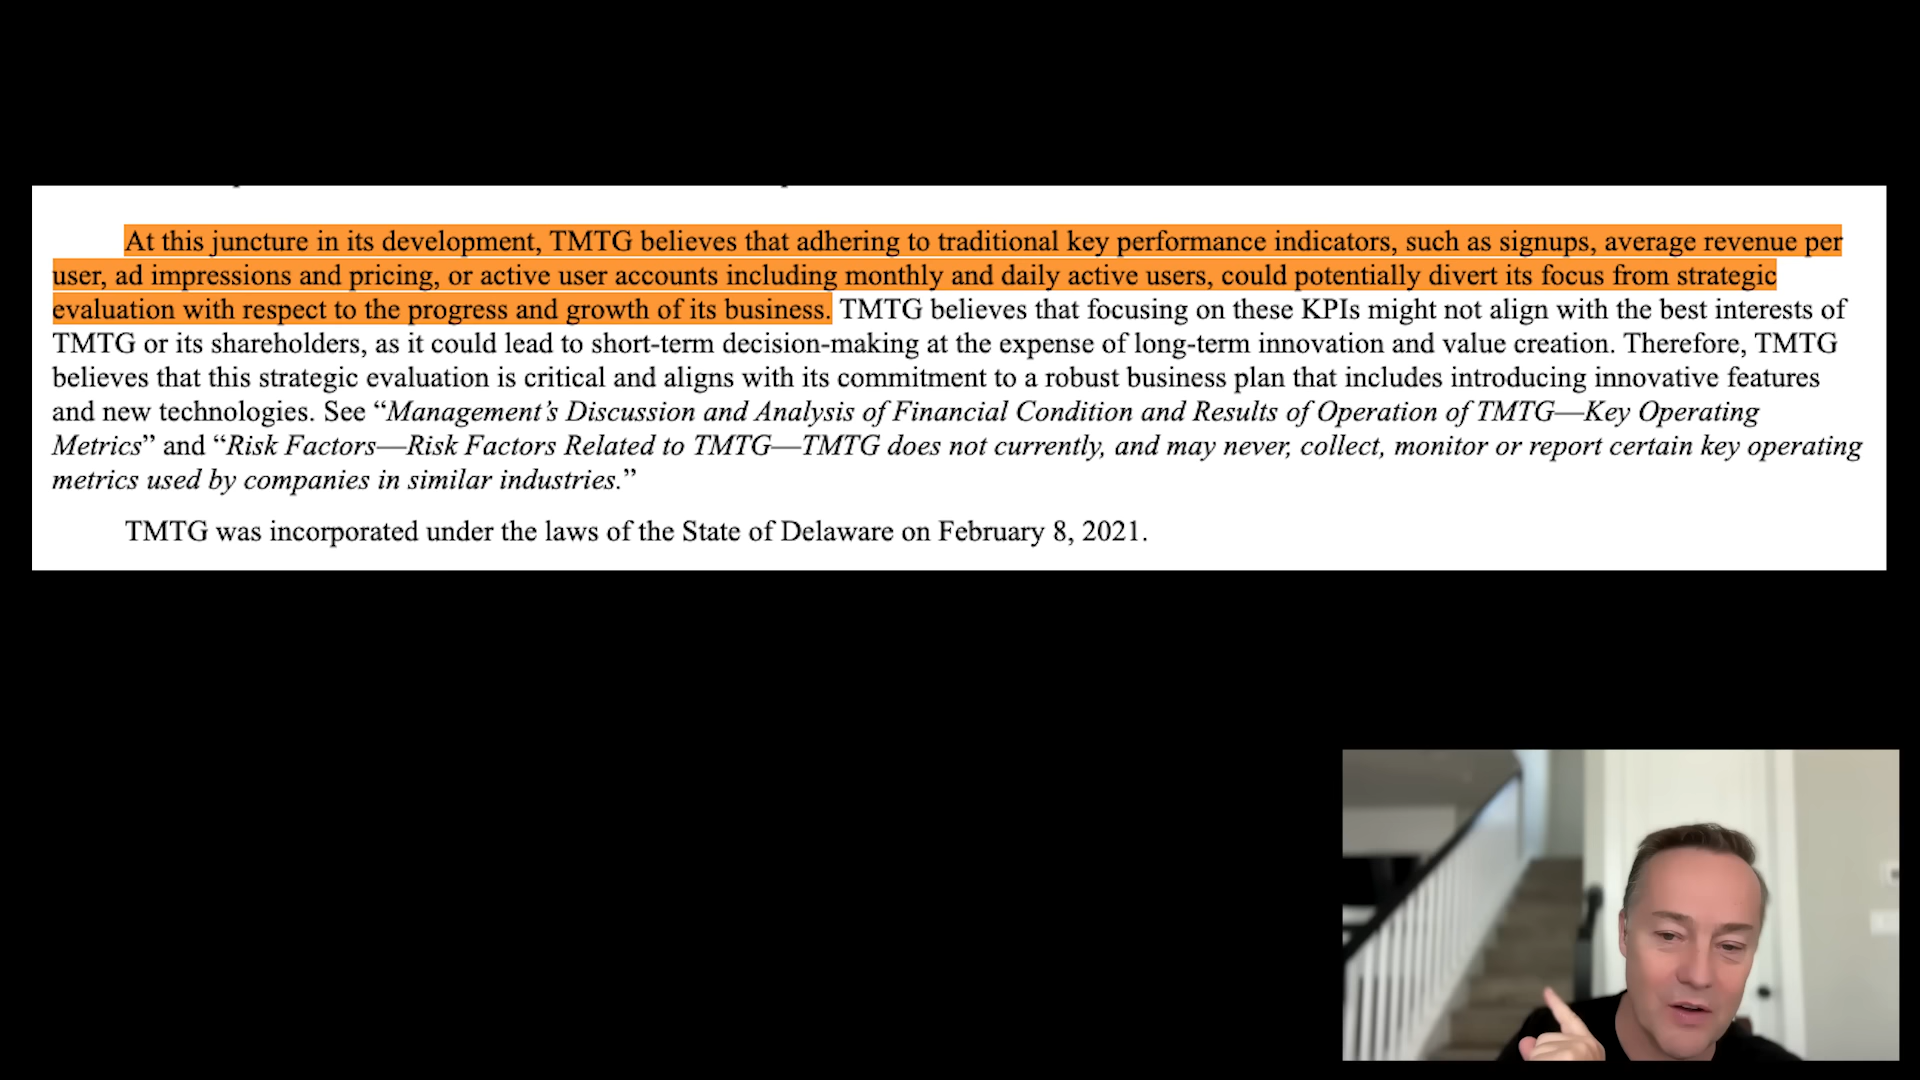 At this juncture in its development, TMTG believes that adhering to traditional key performance indicators, such as signups, average revenue per
user, ad impressions and pricing, or active user accounts including monthly and daily active users, could potentially divert its focus from strategic
evaluation with respect to the progress and growth of its business. TMTG believes that focusing on these KPIs might not align with the best interests of
TMTG or its shareholders, as it could lead to short-term decision-making at the expense of long-term innovation and value creation. Therefore, TMTG
believes that this strategic evaluation is critical and aligns with its commitment to a robust business plan that includes introducing innovative features
and new technologies. See “Management’s Discussion and Analysis of Financial Condition and Results of Operation of TMTG—Key Operating
Metrics” and “Risk Factors—Risk Factors Related to TMTG—TMTG does not currently, and may never, collect, monitor or report certain key operating
metrics used by companies in similar industries.”
TMTG was incorporated under the laws of the State of Delaware on February 8, 2021.